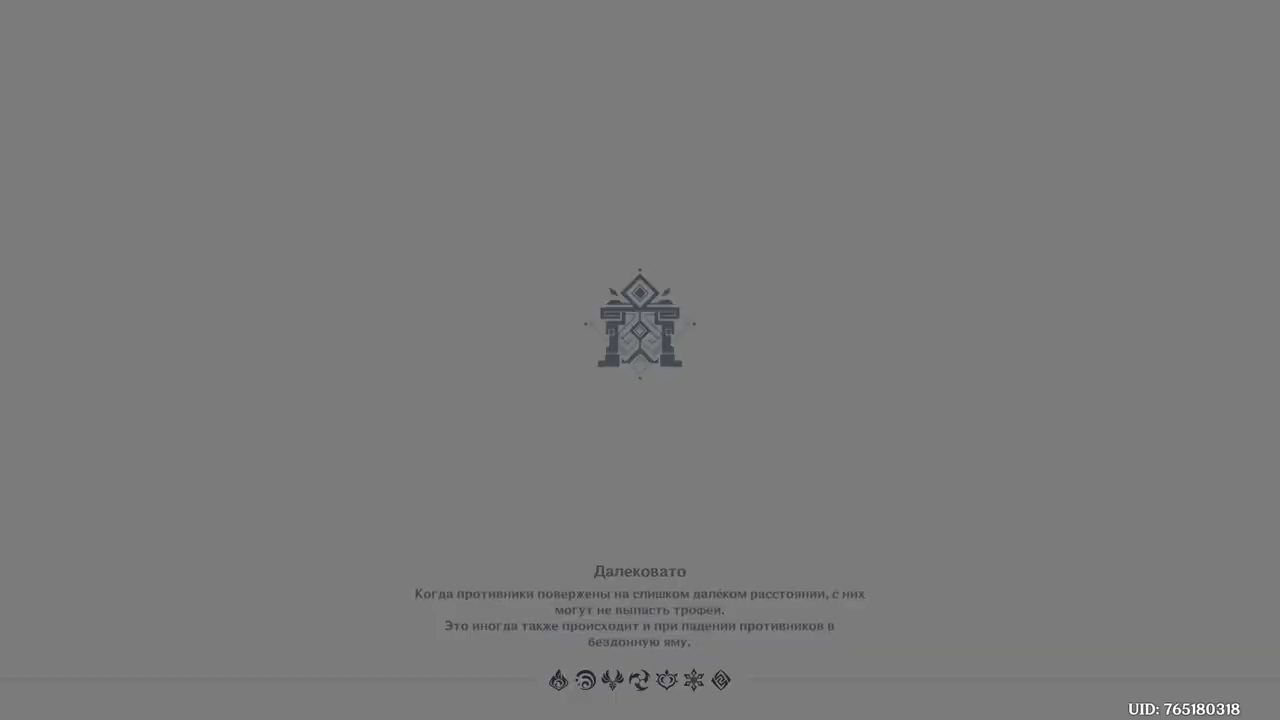 Далековато
Когда противники повержены на слишком далёком расстоянии, с них
могут не выпасть трофеи.
Это иногда также происходит и при падении противников в
бездонную яму.
UID: 765180318